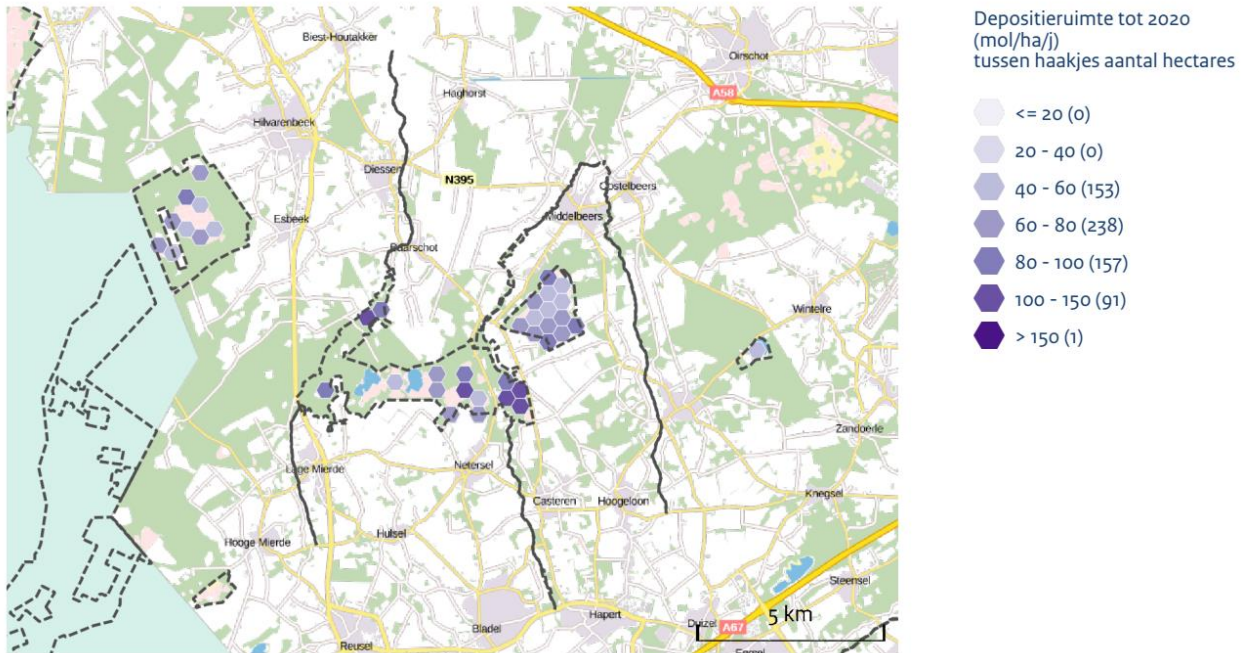 Depositieruimte tot 2020
(mol/ha/j)
tussen haakjes aantal hectares
<= 20 (0)
20 - 40 (0)
40 - 60 (153)
60 - 80 (238)
80 - 100 (157)
100 - 150 (91)
> 150 (1)
Biest-Houtakker
Oirschot
Haghorst
A58
Hilvarenbeek
Diessen
N395
Oostelbeers
Middelbeers
Esbeek
Baarschot
Wintelre
Zandoerle
Lage Mierde
Netersel
Casteren
Hoogeloon
Knegsel
Hooge Mierde
Hulsel
Steensel
Hapert
Duizel
5 km
Bladel
A67
Reusel